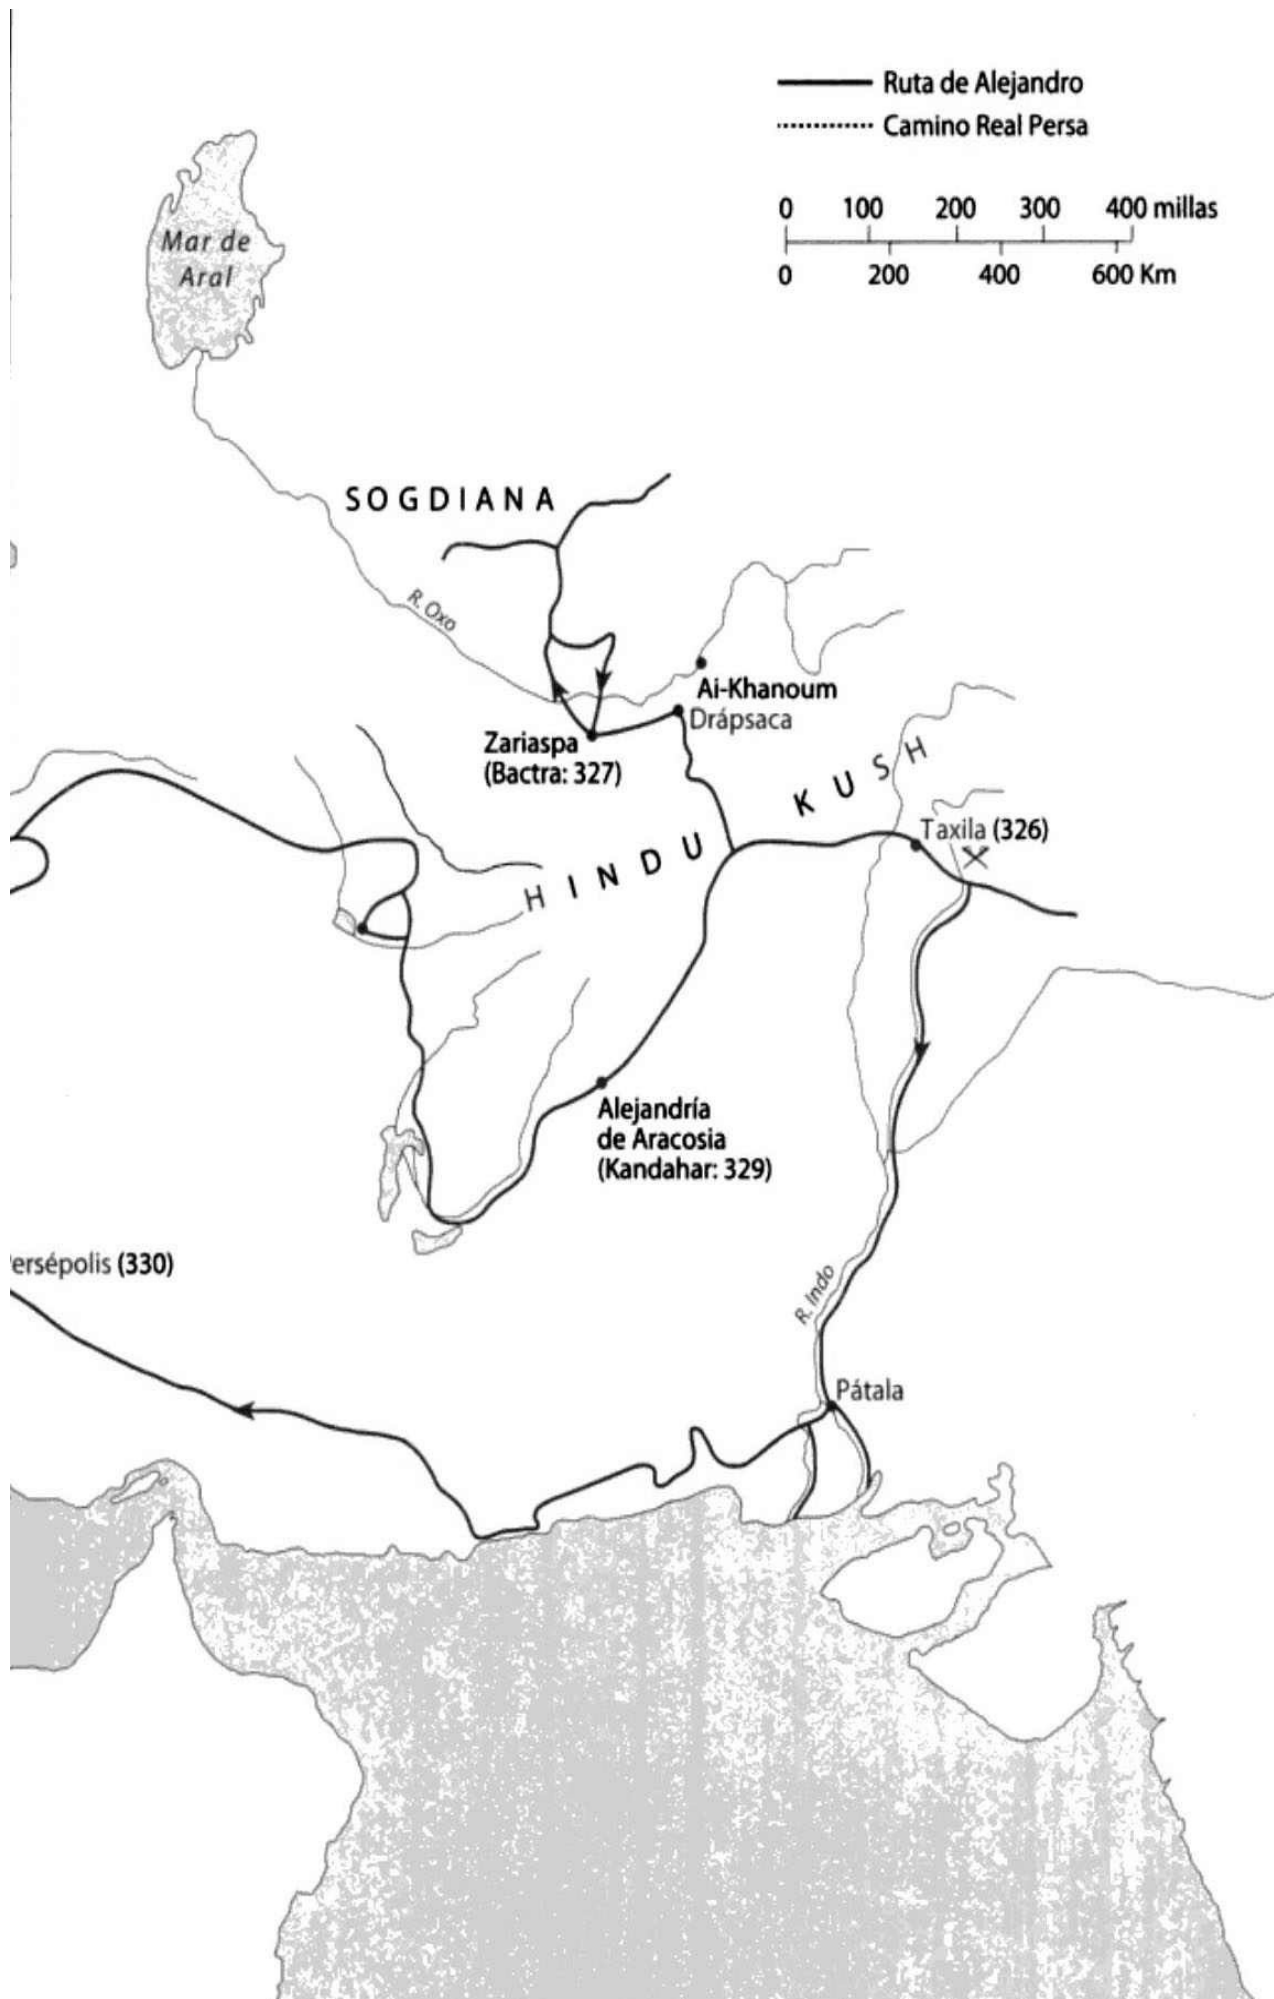 Ruta de Alejandro
Camino Real Persa
0 100 200 300 400 millas
0 200 400 600 Km
Mar de
Aral
SOGDIANA
R. Oxo
Ai-Khanoum
Drápsaca
Zariaspa
(Bactra: 327)
HINDU KUSH
Taxila (326)
Alejandría
de Aracosia
(Kandahar: 329)
ersépolis (330)
R. Indo
Pátala